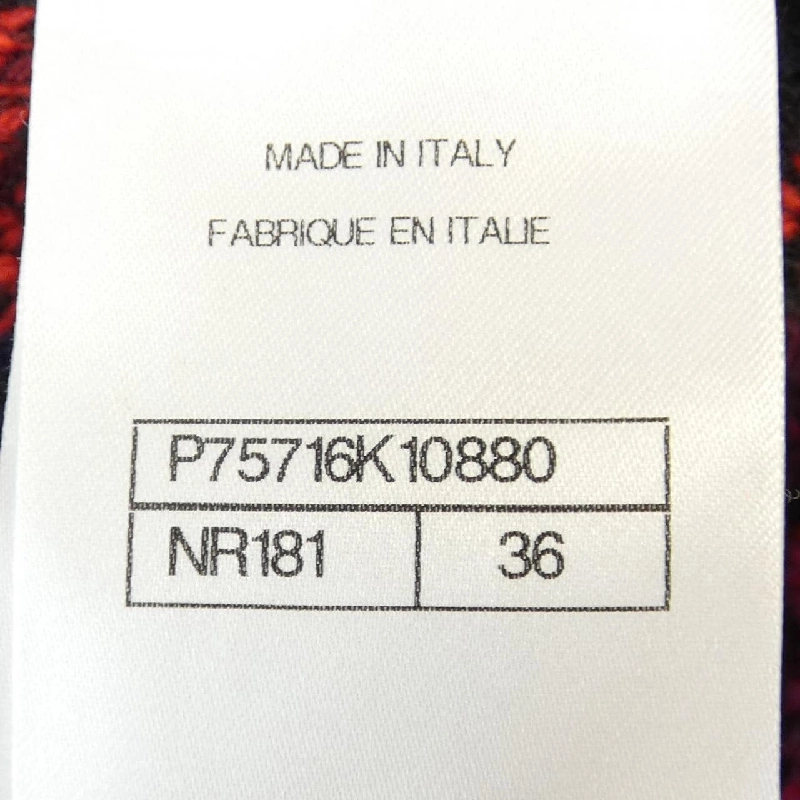 MADE IN ITALY
FABRIQUE EN ITALIE
P75716K10880
NR181 36